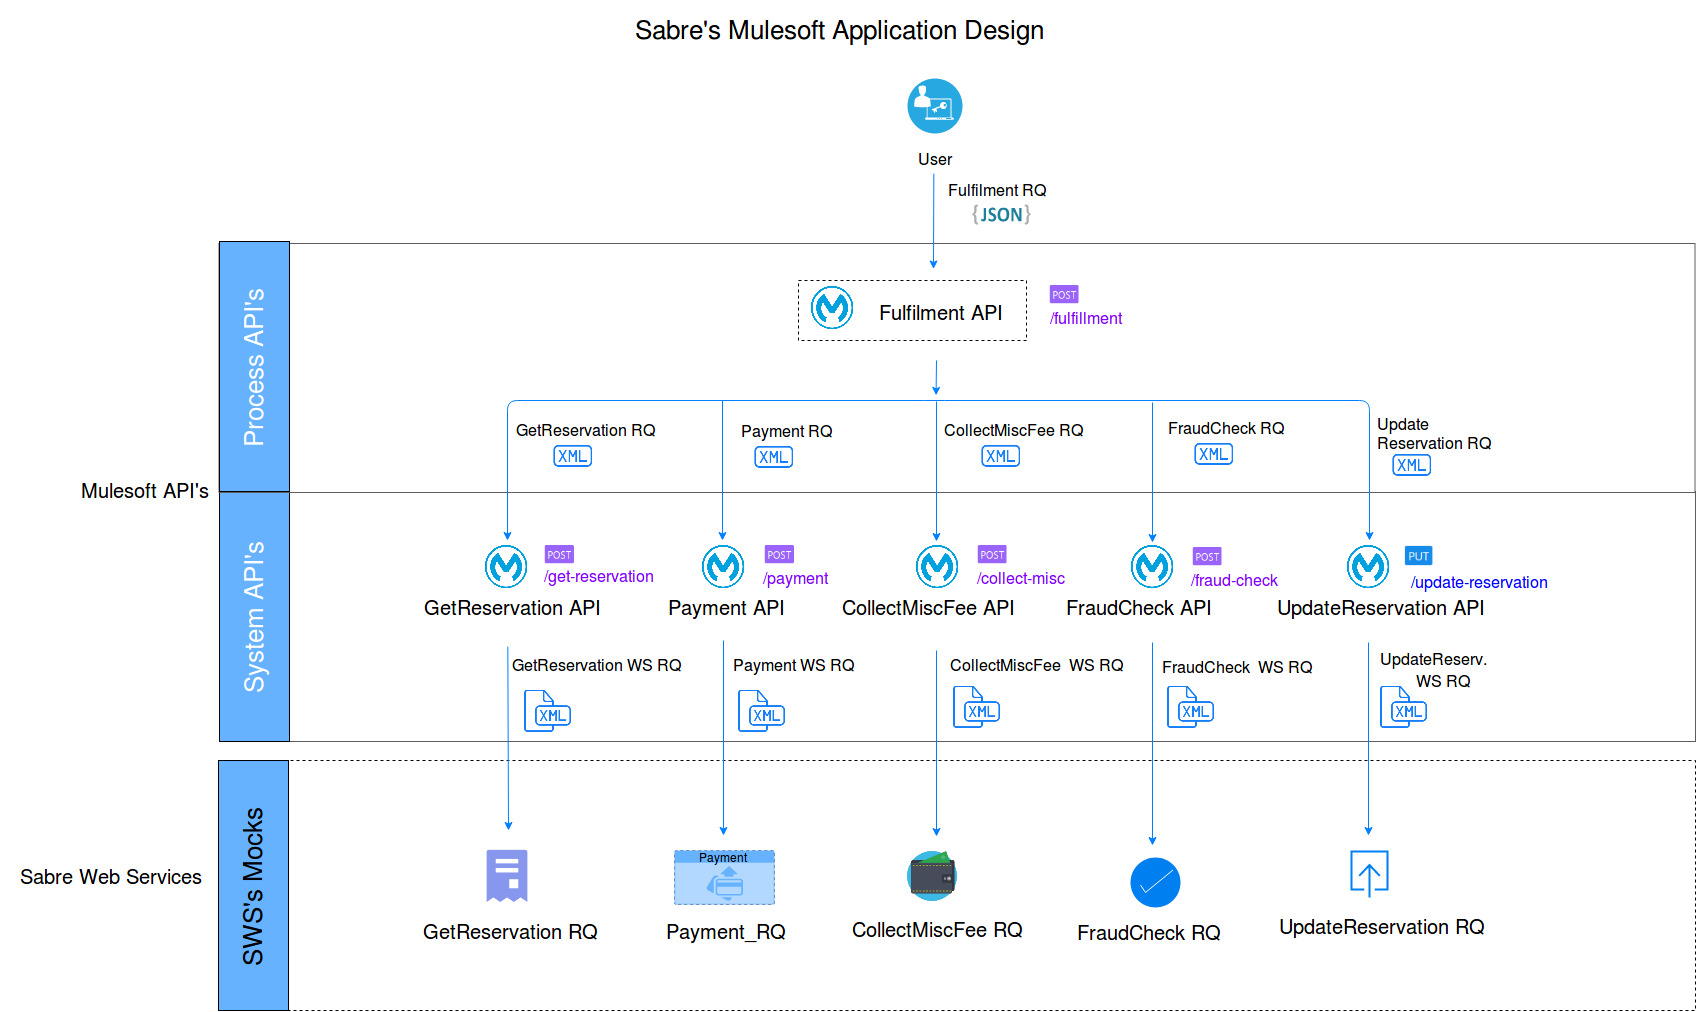 Sabre's Mulesoft Application Design
User
Fulfilment RQ
{JSON}
Process API's
Fulfilment API
POST
/fulfillment
GetReservation RQ
XML
Payment RQ
XML
CollectMiscFee RQ
XML
FraudCheck RQ
XML
Update
Reservation RQ
XML
Mulesoft API's
System API's
POST
/get-reservation
GetReservation API
POST
/payment
Payment API
POST
/collect-misc
CollectMiscFee API
POST
/fraud-check
FraudCheck API
PUT
/update-reservation
UpdateReservation API
GetReservation WS RQ
XML
Payment WS RQ
XML
CollectMiscFee WS RQ
XML
FraudCheck WS RQ
XML
UpdateReserv.
WS RQ
XML
Sabre Web Services
SWS's Mocks
GetReservation RQ
Payment
Payment_RQ
CollectMiscFee RQ
FraudCheck RQ
UpdateReservation RQ